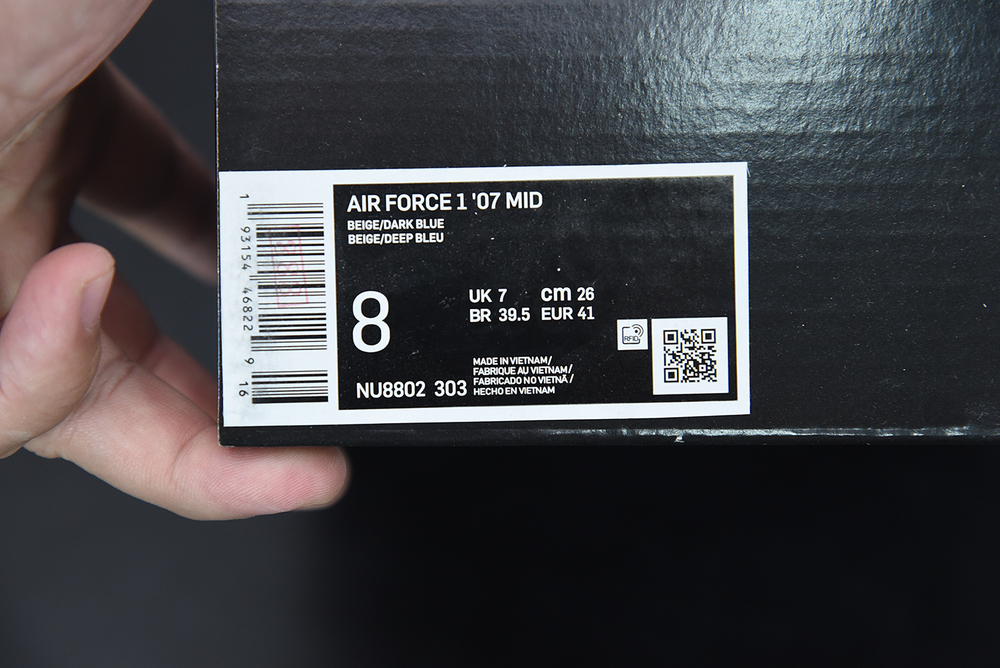 AIR FORCE 1 '07 MID
BEIGE/DARK BLUE
BEIGE/DEEP BLEU
8
UK 7 cm 26
BR 39.5 EUR 41
RFID
MADE IN VIETNAM/
FABRIQUE AU VIETNAM/
FABRICADO NO VIETNÃ /
HECHO EN VIETNAM
NU8802 303
1 93154 46822 9 16